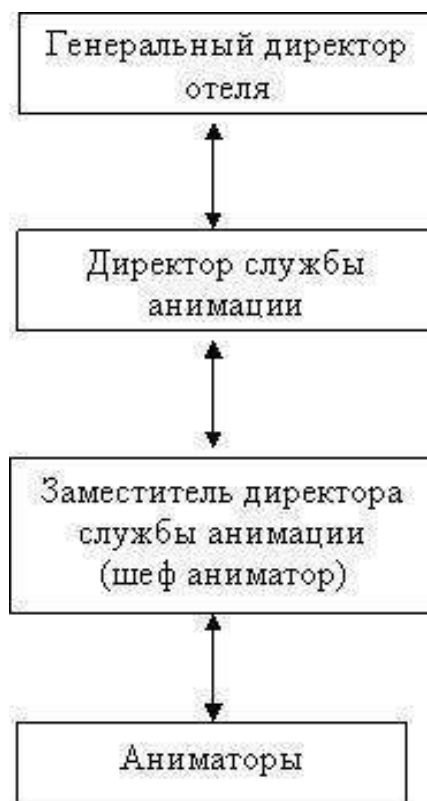 Генеральный директор
отеля
Директор службы
анимации
Заместитель директора
службы анимации
(шеф аниматор)
Аниматоры